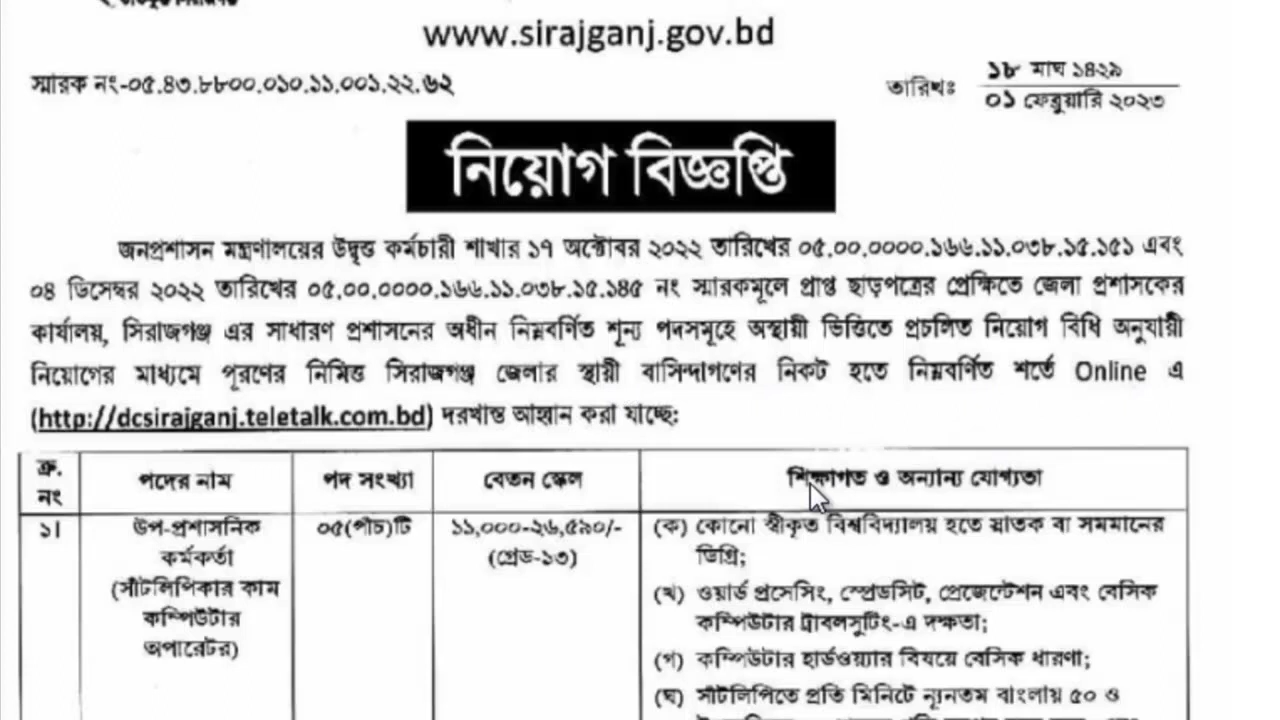 www.sirajganj.gov.bd
স্মারক নং-০৫.৪৩.৮৮০০.০১০.১১.০০১.২২.৬২
তারিখঃ ১৮ মাঘ ১৪২৯
০১ ফেব্রুয়ারি ২০২৩
নিয়োগ বিজ্ঞপ্তি
জনপ্রশাসন মন্ত্রণালয়ের উদ্বৃত্ত কর্মচারী শাখার ১৭ অক্টোবর ২০২২ তারিখের ০৫.০০.০০০০.১৬৬.১১.০৩৮.১৫.১৫১ এবং
০৪ ডিসেম্বর ২০২২ তারিখের ০৫.০০.০০০০.১৬৬.১১.০৩৮.১৫.১৪৫ নং স্মারকমূলে প্রাপ্ত ছাড়পত্রের প্রেক্ষিতে জেলা প্রশাসকের
কার্যালয়, সিরাজগঞ্জ এর সাধারণ প্রশাসনের অধীন নিম্নবর্ণিত শূন্য পদসমূহে অস্থায়ী ভিত্তিতে প্রচলিত নিয়োগ বিধি অনুযায়ী
নিয়োগের মাধ্যমে পূরণের নিমিত্ত সিরাজগঞ্জ জেলার স্থায়ী বাসিন্দাগণের নিকট হতে নিম্নবর্ণিত শর্তে Online এ
(http://dcsirajganj.teletalk.com.bd) দরখাস্ত আহ্বান করা যাচ্ছে:
ক্র. নং পদের নাম পদ সংখ্যা বেতন স্কেল শিক্ষাগত ও অন্যান্য যোগ্যতা
১। উপ-প্রশাসনিক ০৫(পাঁচ)টি ১১,০০০-২৬,৫৯০/- (ক) কোনো স্বীকৃত বিশ্ববিদ্যালয় হতে স্নাতক বা সমমানের
কর্মকর্তা (গ্রেড-১৩) ডিগ্রি;
(সাঁটলিপিকার কাম (খ) ওয়ার্ড প্রসেসিং, স্প্রেডসিট, প্রেজেন্টেশন এবং বেসিক
কম্পিউটার কম্পিউটার ট্রাবলসুটিং-এ দক্ষতা;
অপারেটর) (গ) কম্পিউটার হার্ডওয়্যার বিষয়ে বেসিক ধারণা;
(ঘ) সাঁটলিপিতে প্রতি মিনিটে ন্যূনতম বাংলায় ৫০ ও